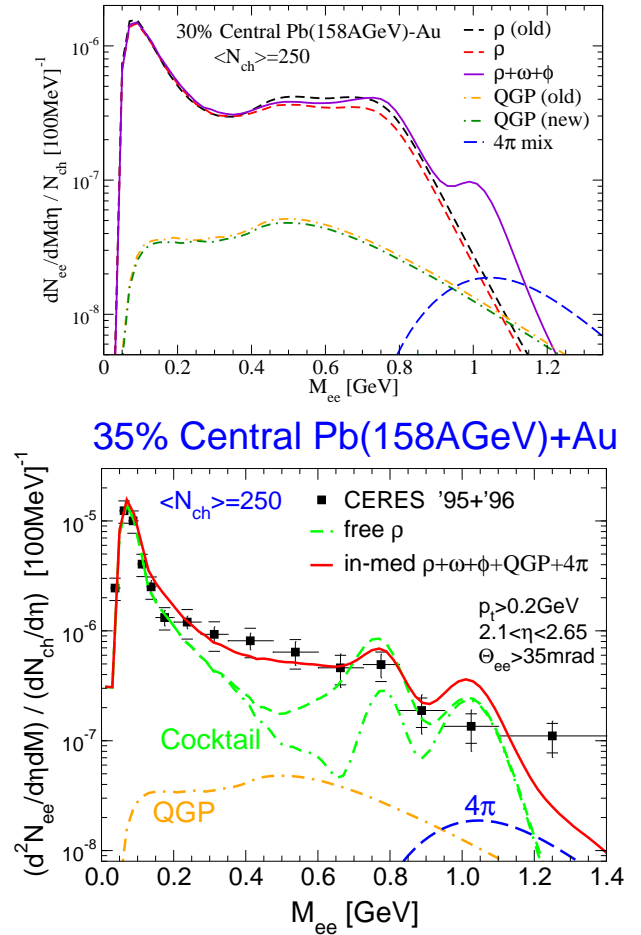 30% Central Pb(158AGeV)-Au
<N_ch>=250
ρ (old)
ρ
ρ+ω+ϕ
QGP (old)
QGP (new)
4π mix
dN_ee/dMdη / N_ch [100MeV]^-1
10^-6
10^-7
10^-8
0 0.2 0.4 0.6 0.8 1 1.2
M_ee [GeV]
35% Central Pb(158AGeV)+Au
<N_ch>=250
CERES '95+'96
free ρ
in-med ρ+ω+ϕ+QGP+4π
p_t>0.2GeV
2.1<η<2.65
Θ_ee>35mrad
Cocktail
QGP
4π
(d^2N_ee/dηdM) / (dN_ch/dη) [100MeV]^-1
10^-5
10^-6
10^-7
10^-8
0.0 0.2 0.4 0.6 0.8 1.0 1.2 1.4
M_ee [GeV]